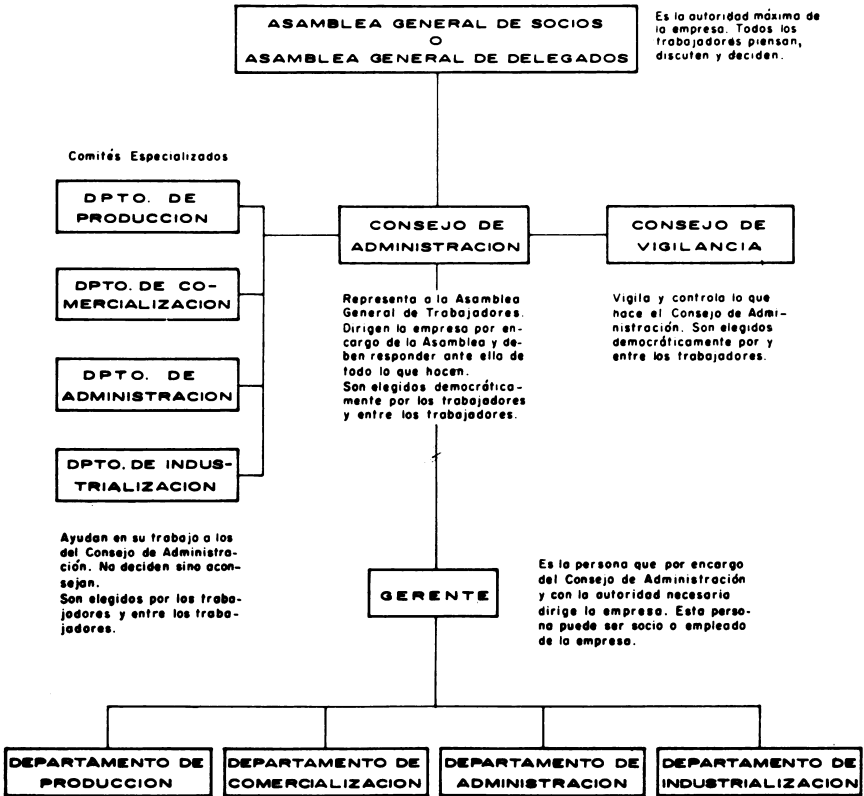 ASAMBLEA GENERAL DE SOCIOS
O
ASAMBLEA GENERAL DE DELEGADOS
Es la autoridad máxima de
la empresa. Todos los
trabajadores piensan,
discuten y deciden.
Comités Especializados
DPTO. DE
PRODUCCION
DPTO. DE CO-
MERCIALIZACION
DPTO. DE
ADMINISTRACION
DPTO. DE INDUS-
TRIALIZACION
Ayudan en su trabajo a los
del Consejo de Administra-
ción. No deciden sino acon-
sejan.
Son elegidos por los traba-
jadores y entre los traba-
jadores.
CONSEJO DE
ADMINISTRACION
Representa a la Asamblea
General de Trabajadores.
Dirigen la empresa por en-
cargo de la Asamblea y de-
ben responder ante ella de
todo lo que hacen.
Son elegidos democrática-
mente por los trabajadores
y entre los trabajadores.
CONSEJO DE
VIGILANCIA
Vigila y controla lo que
hace el Consejo de Admi-
nistración. Son elegidos
democráticamente por y
entre los trabajadores.
GERENTE
Es la persona que por encargo
del Consejo de Administración
y con la autoridad necesaria
dirige la empresa. Esta perso-
na puede ser socio o empleado
de la empresa.
DEPARTAMENTO DE
PRODUCCION
DEPARTAMENTO DE
COMERCIALIZACION
DEPARTAMENTO DE
ADMINISTRACION
DEPARTAMENTO DE
INDUSTRIALIZACION